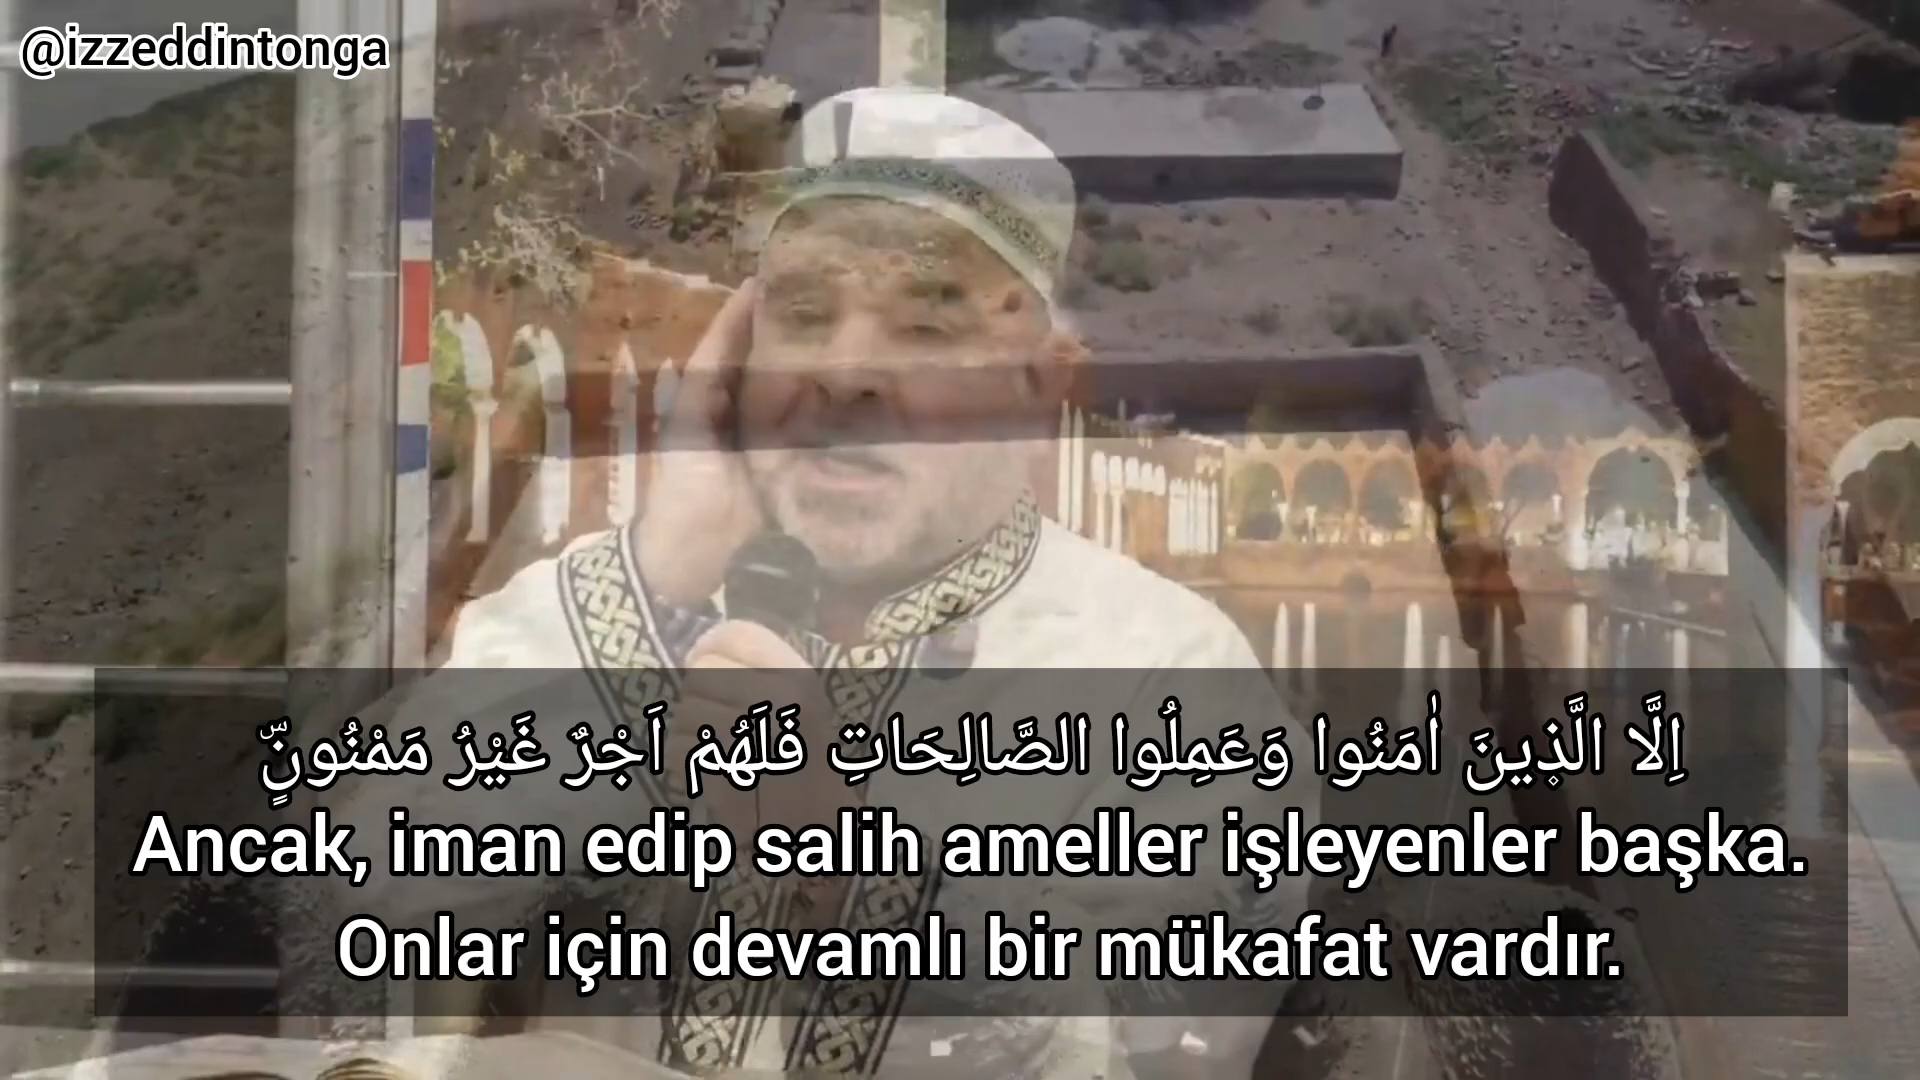 @izzeddintonga
اِلَّا الَّذ۪ينَ اٰمَنُوا وَعَمِلُوا الصَّالِحَاتِ فَلَهُمْ اَجْرٌ غَيْرُ مَمْنُونٍّ
Ancak, iman edip salih ameller işleyenler başka.
Onlar için devamlı bir mükafat vardır.